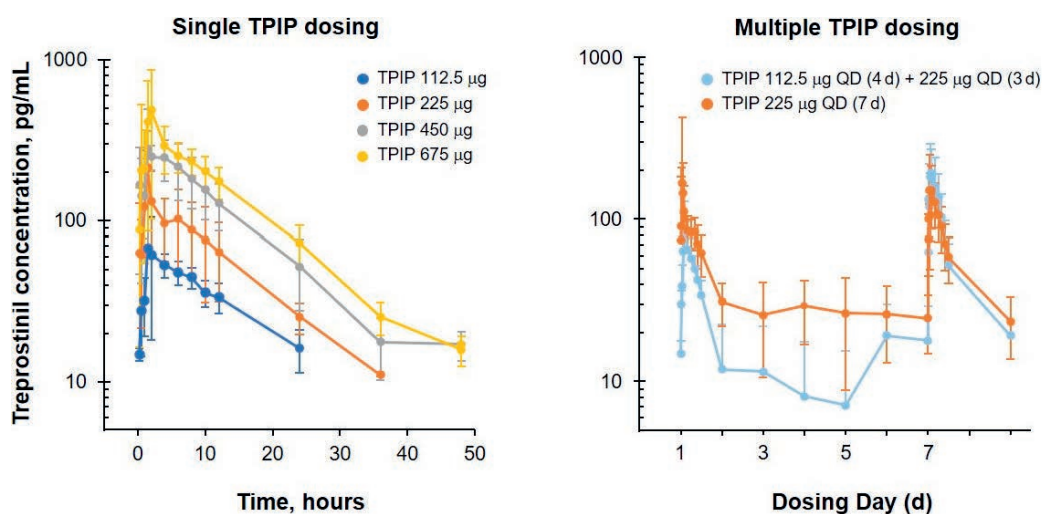 Single TPIP dosing
Treprostinil concentration, pg/mL
1000
100
10
TPIP 112.5 µg
TPIP 225 µg
TPIP 450 µg
TPIP 675 µg
0 10 20 30 40 50
Time, hours
Multiple TPIP dosing
1000
100
10
TPIP 112.5 µg QD (4 d) + 225 µg QD (3 d)
TPIP 225 µg QD (7 d)
1 3 5 7
Dosing Day (d)